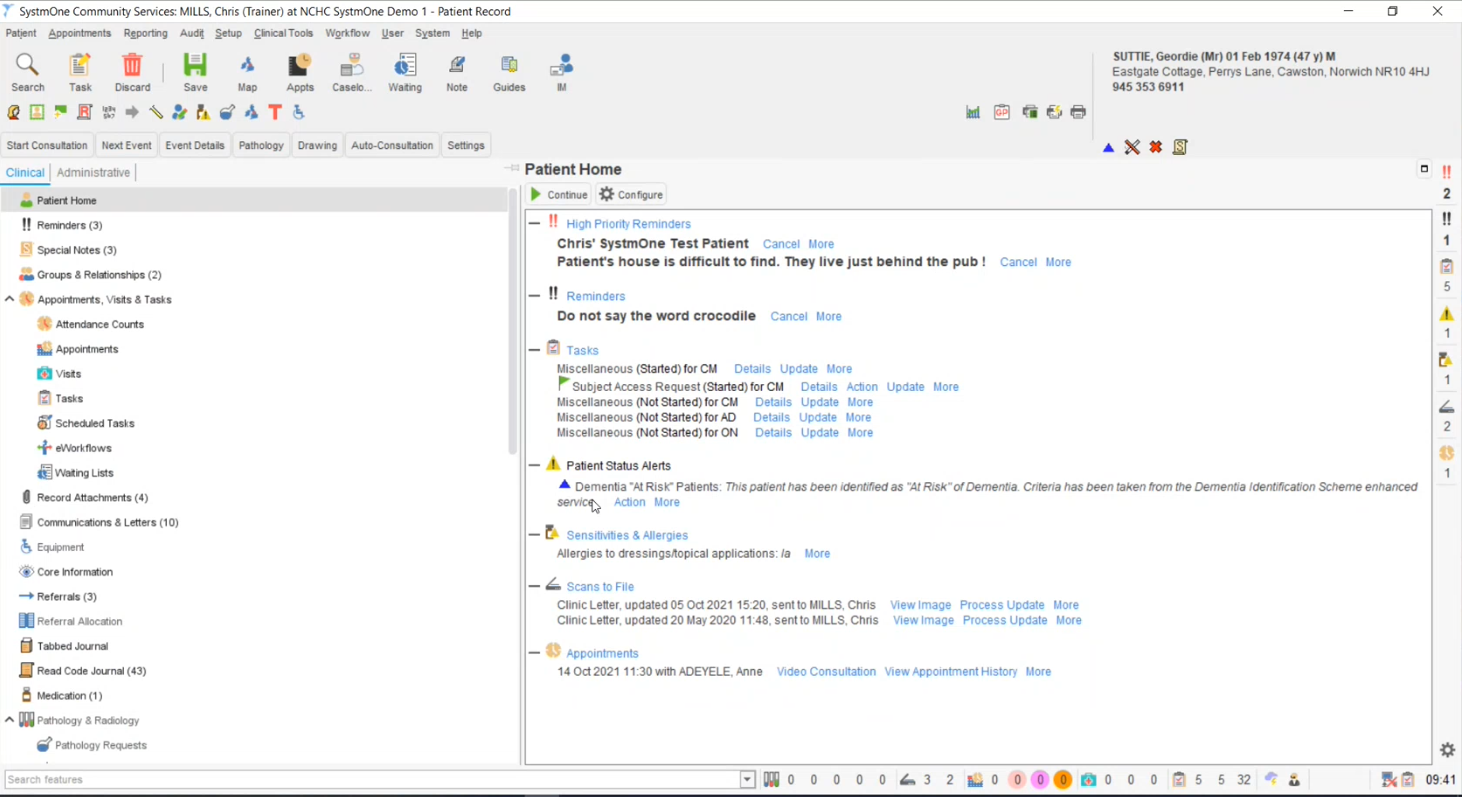 SystmOne Community Services: MILLS, Chris (Trainer) at NCHC SystmOne Demo 1 - Patient Record
Patient Appointments Reporting Audit Setup Clinical Tools Workflow User System Help
Search Task Discard Save Map Appts Caselo... Waiting Note Guides IM
SUTTIE, Geordie (Mr) 01 Feb 1974 (47 y) M
Eastgate Cottage, Perrys Lane, Cawston, Norwich NR10 4HJ
945 353 6911
Start Consultation Next Event Event Details Pathology Drawing Auto-Consultation Settings
Clinical Administrative
Patient Home
Reminders (3)
Special Notes (3)
Groups & Relationships (2)
Appointments, Visits & Tasks
Attendance Counts
Appointments
Visits
Tasks
Scheduled Tasks
eWorkflows
Waiting Lists
Record Attachments (4)
Communications & Letters (10)
Equipment
Core Information
Referrals (3)
Referral Allocation
Tabbed Journal
Read Code Journal (43)
Medication (1)
Pathology & Radiology
Pathology Requests
Patient Home
Continue Configure
High Priority Reminders
Chris' SystmOne Test Patient Cancel More
Patient's house is difficult to find. They live just behind the pub ! Cancel More
Reminders
Do not say the word crocodile Cancel More
Tasks
Miscellaneous (Started) for CM Details Update More
Subject Access Request (Started) for CM Details Action Update More
Miscellaneous (Not Started) for CM Details Update More
Miscellaneous (Not Started) for AD Details Update More
Miscellaneous (Not Started) for ON Details Update More
Patient Status Alerts
Dementia "At Risk" Patients: This patient has been identified as "At Risk" of Dementia. Criteria has been taken from the Dementia Identification Scheme enhanced
service. Action More
Sensitivities & Allergies
Allergies to dressings/topical applications: la More
Scans to File
Clinic Letter, updated 05 Oct 2021 15:20, sent to MILLS, Chris View Image Process Update More
Clinic Letter, updated 20 May 2020 11:48, sent to MILLS, Chris View Image Process Update More
Appointments
14 Oct 2021 11:30 with ADEYELE, Anne Video Consultation View Appointment History More
!!
2
!!
1
5
1
1
2
1
Search features 0 0 0 0 0 3 2 0 0 0 0 0 0 0 5 5 32 09:41